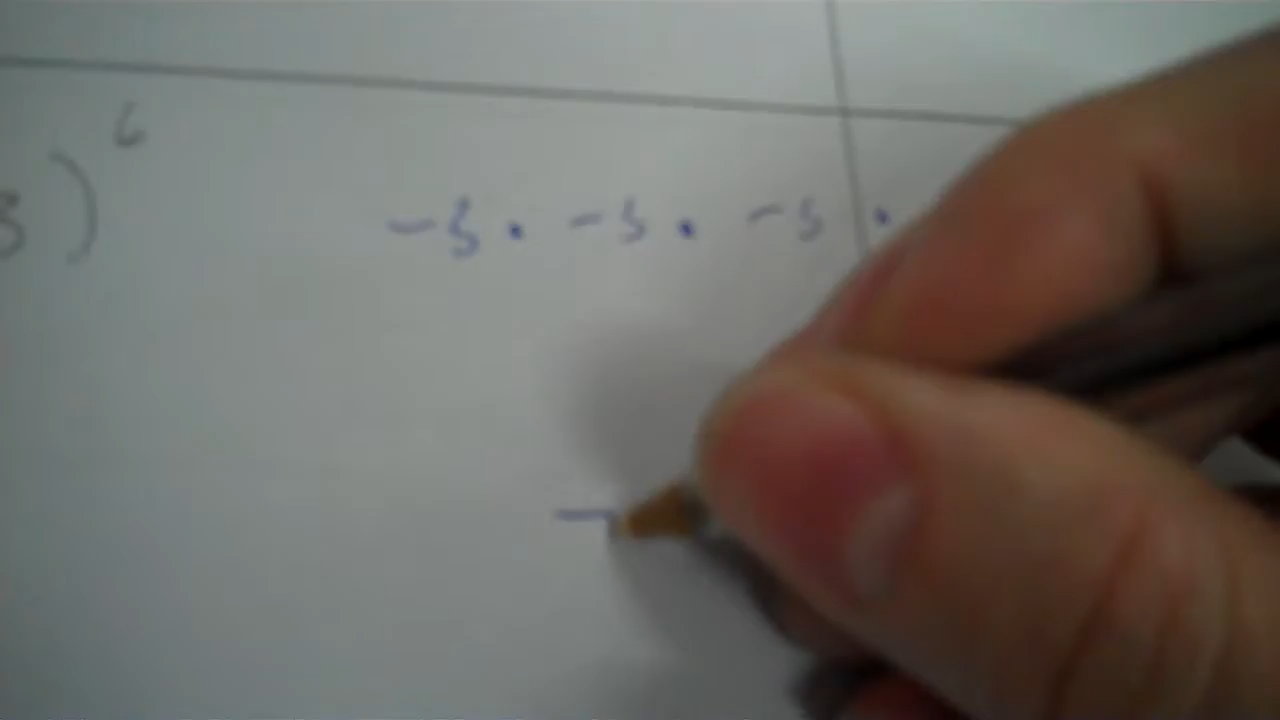 3)⁶ -3 · -3 · -3 ·
-